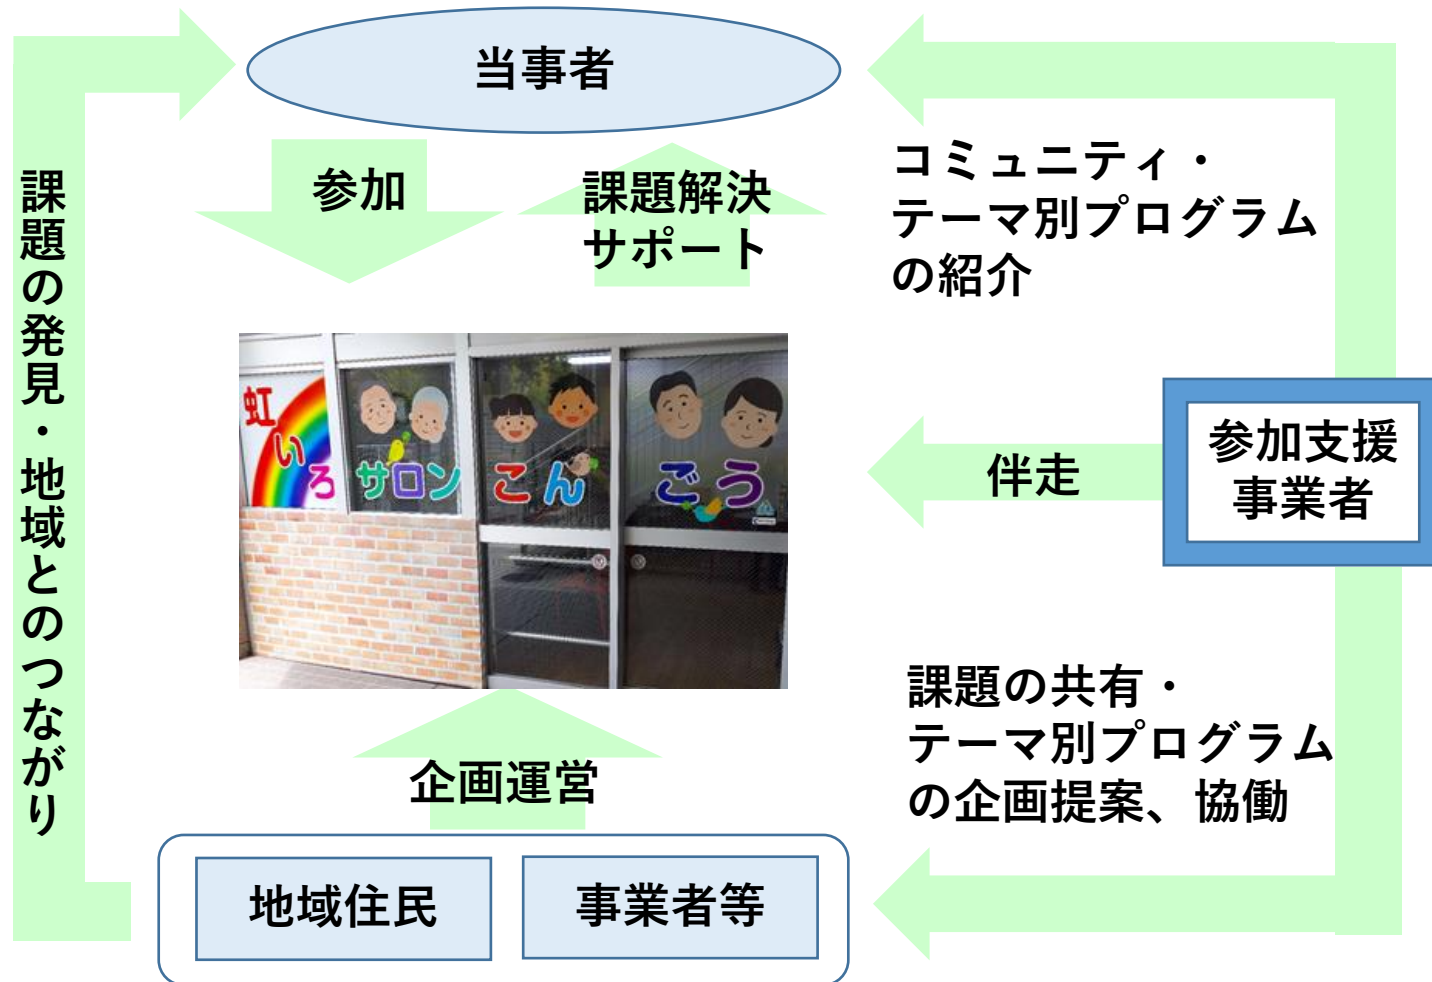 当事者
参加
課題解決
サポート
コミュニティ・
テーマ別プログラム
の紹介
課題の発見・地域とのつながり
虹いろ
サロン
こん
ごう
伴走
参加支援
事業者
課題の共有・
テーマ別プログラム
の企画提案、協働
企画運営
地域住民
事業者等